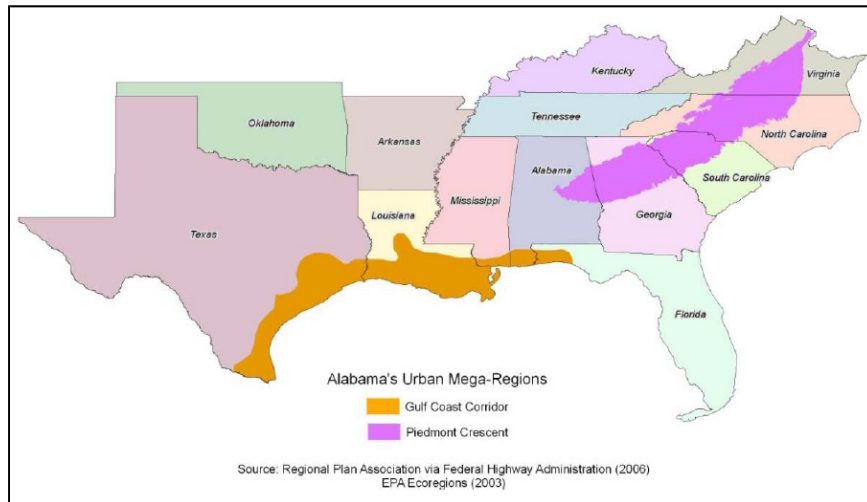 Kentucky
Virginia
Oklahoma
Tennessee
North Carolina
Arkansas
Alabama
South Carolina
Mississippi
Louisiana
Georgia
Texas
Florida
Alabama's Urban Mega-Regions
Gulf Coast Corridor
Piedmont Crescent
Source: Regional Plan Association via Federal Highway Administration (2006)
EPA Ecoregions (2003)